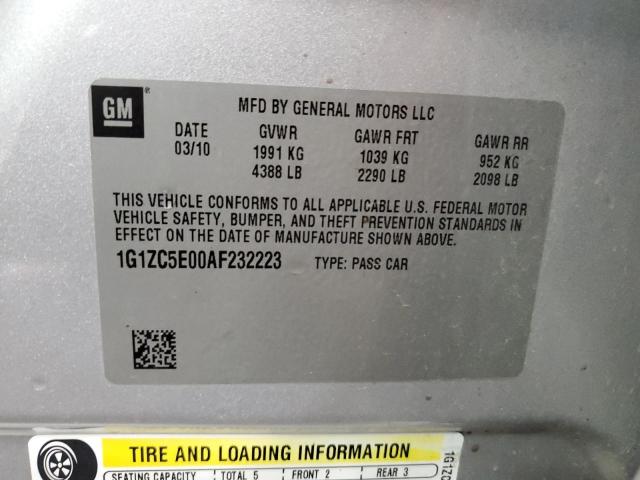 GM ®
MFD BY GENERAL MOTORS LLC
DATE GVWR GAWR FRT GAWR RR
03/10 1991 KG 1039 KG 952 KG
4388 LB 2290 LB 2098 LB
THIS VEHICLE CONFORMS TO ALL APPLICABLE U.S. FEDERAL MOTOR
VEHICLE SAFETY, BUMPER, AND THEFT PREVENTION STANDARDS IN
EFFECT ON THE DATE OF MANUFACTURE SHOWN ABOVE.
1G1ZC5E00AF232223 TYPE: PASS CAR
TIRE AND LOADING INFORMATION
SEATING CAPACITY TOTAL 5 FRONT 2 REAR 3
1G1ZC